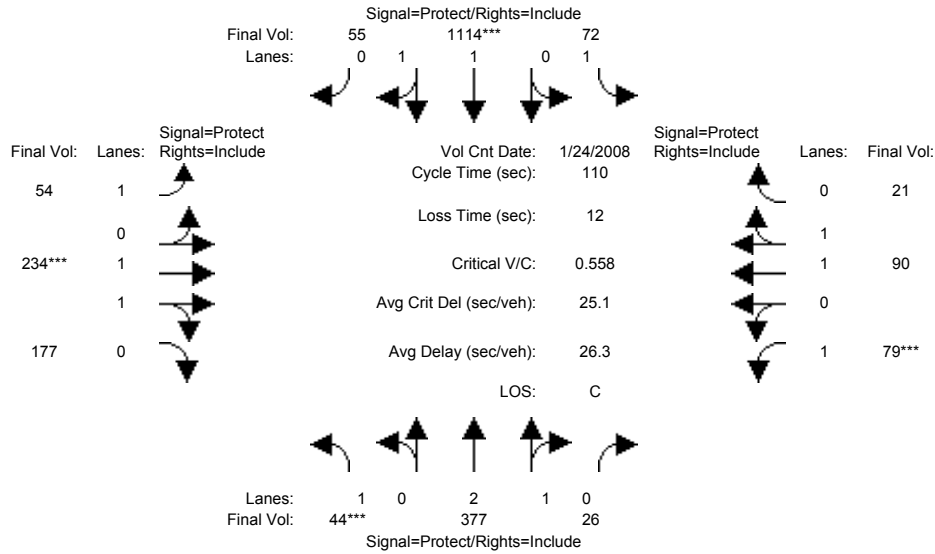 Signal=Protect/Rights=Include
Final Vol: 55 1114*** 72
Lanes: 0 1 1 0 1
Signal=Protect Signal=Protect
Final Vol: Lanes: Rights=Include Vol Cnt Date: 1/24/2008 Rights=Include Lanes: Final Vol:
Cycle Time (sec): 110
54 1 0 21
Loss Time (sec): 12
0 1
234*** 1 Critical V/C: 0.558 1 90
1 Avg Crit Del (sec/veh): 25.1 0
177 0 Avg Delay (sec/veh): 26.3 1 79***
LOS: C
Lanes: 1 0 2 1 0
Final Vol: 44*** 377 26
Signal=Protect/Rights=Include